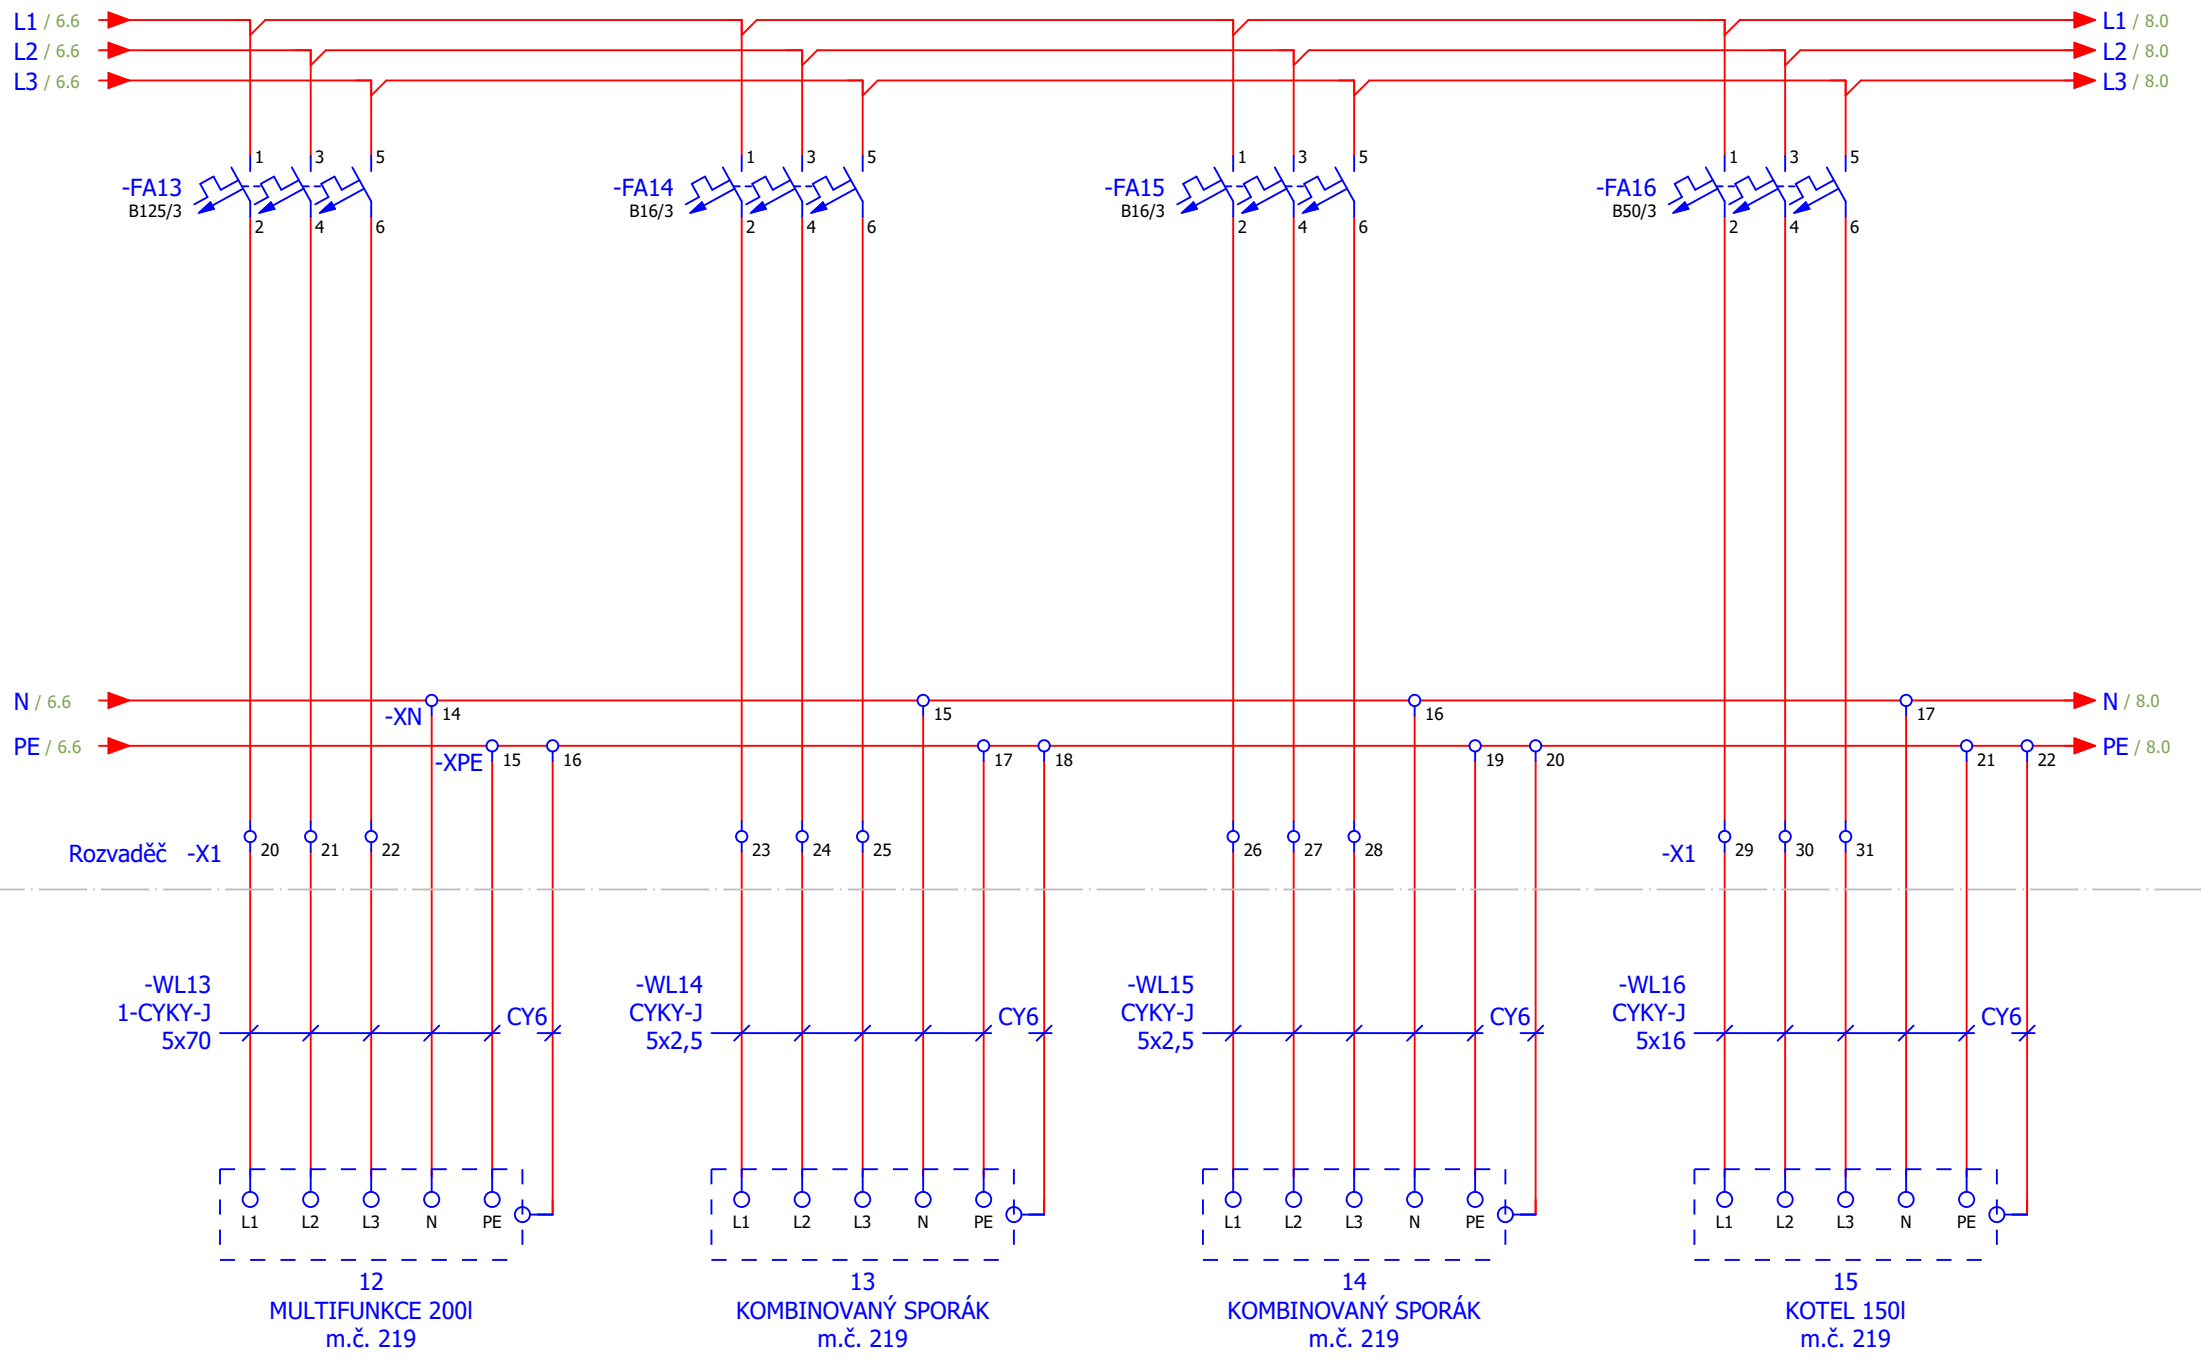 L1 / 6.6
L1 / 8.0
L2 / 6.6
L2 / 8.0
L3 / 6.6
L3 / 8.0
1 3 5
1 3 5
1 3 5
1 3 5
-FA13
B125/3
-FA14
B16/3
-FA15
B16/3
-FA16
B50/3
2 4 6
2 4 6
2 4 6
2 4 6
N / 6.6
-XN 14
15
16
17
N / 8.0
PE / 6.6
-XPE 15 16
17 18
19 20
21 22
PE / 8.0
Rozvaděč -X1 20 21 22
23 24 25
26 27 28
-X1 29 30 31
-WL13
1-CYKY-J
5x70
CY6
-WL14
CYKY-J
5x2,5
CY6
-WL15
CYKY-J
5x2,5
CY6
-WL16
CYKY-J
5x16
CY6
L1 L2 L3 N PE
L1 L2 L3 N PE
L1 L2 L3 N PE
L1 L2 L3 N PE
12
MULTIFUNKCE 200l
m.č. 219
13
KOMBINOVANÝ SPORÁK
m.č. 219
14
KOMBINOVANÝ SPORÁK
m.č. 219
15
KOTEL 150l
m.č. 219